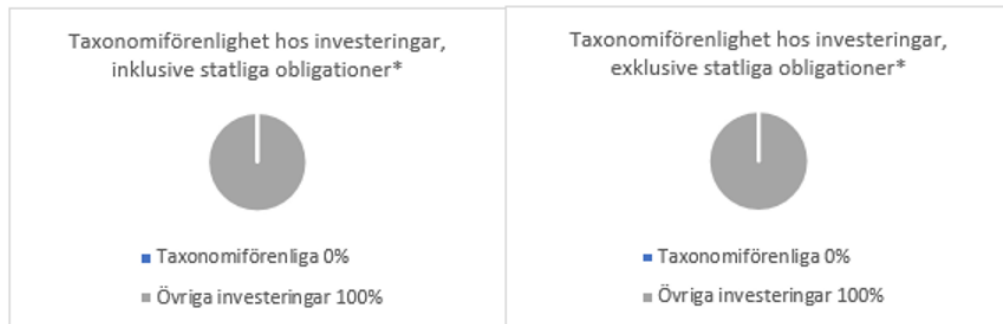 Taxonomiförenlighet hos investeringar,
inklusive statliga obligationer*
Taxonomiförenliga 0%
Övriga investeringar 100%
Taxonomiförenlighet hos investeringar,
exklusive statliga obligationer*
Taxonomiförenliga 0%
Övriga investeringar 100%